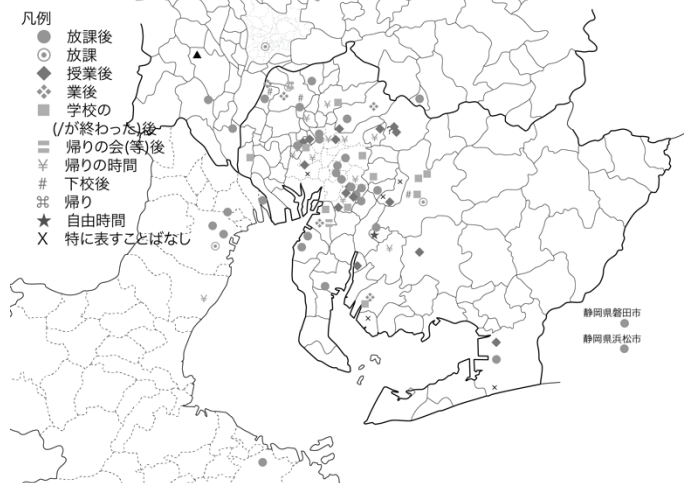 凡例
放課後
放課
授業後
業後
学校の
(/が終わった)後
帰りの会(等)後
¥ 帰りの時間
# 下校後
⌘ 帰り
★ 自由時間
X 特に表すことばなし
静岡県磐田市
静岡県浜松市